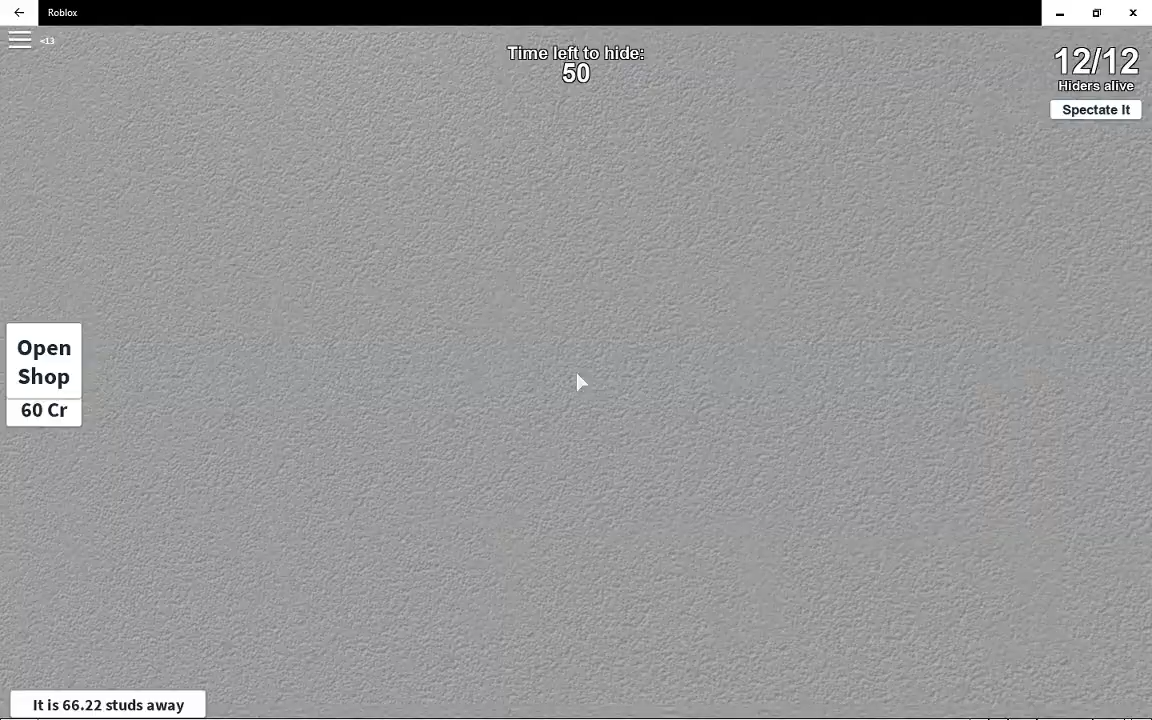 Roblox
<13
Time left to hide:
50
12/12
Hiders alive
Spectate It
Open
Shop
60 Cr
It is 66.22 studs away